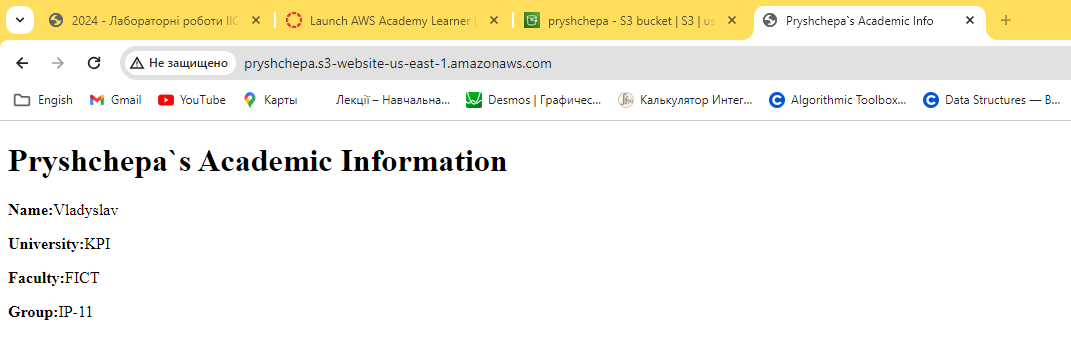 2024 - Лабораторні роботи ІІС
Launch AWS Academy Learner L
pryshchepa - S3 bucket | S3 | us
Pryshchepa`s Academic Info
Не защищено
pryshchepa.s3-website-us-east-1.amazonaws.com
Engish
Gmail
YouTube
Карты
Лекції – Навчальна...
Desmos | Графичес...
Калькулятор Интег...
Algorithmic Toolbox...
Data Structures — В...
Pryshchepa`s Academic Information
Name:Vladyslav
University:KPI
Faculty:FICT
Group:IP-11